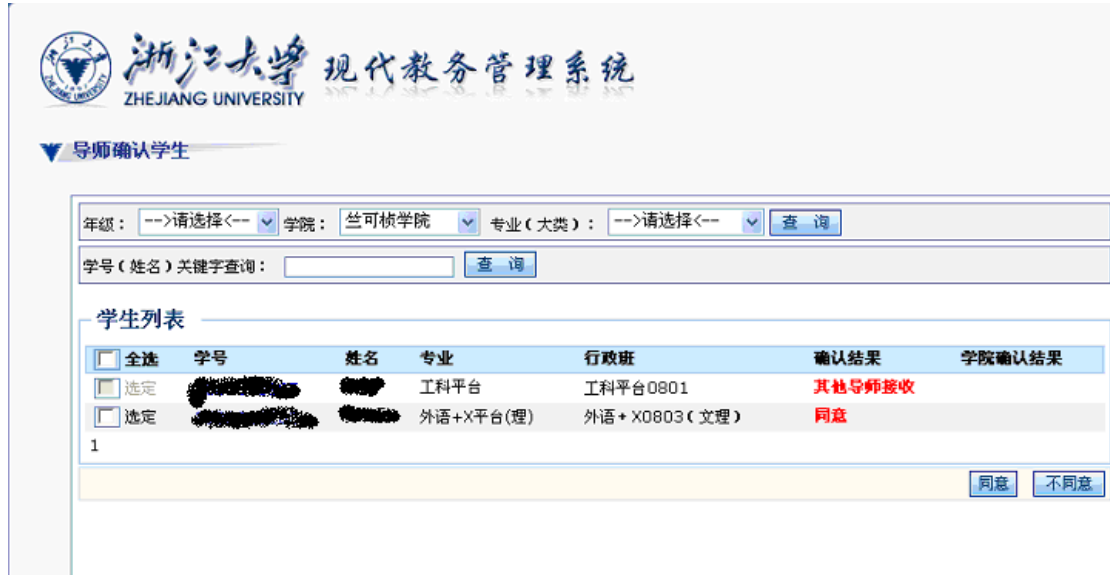 浙江大学 现代教务管理系统
ZHEJIANG UNIVERSITY
导师确认学生
年级： -->请选择<-- 学院： 竺可桢学院 专业(大类)： -->请选择<-- 查 询
学号(姓名)关键字查询： 查 询
学生列表
全选 学号 姓名 专业 行政班 确认结果 学院确认结果
选定 工科平台 工科平台0801 其他导师接收
选定 外语+X平台(理) 外语+X0803(文理) 同意
1
同意 不同意